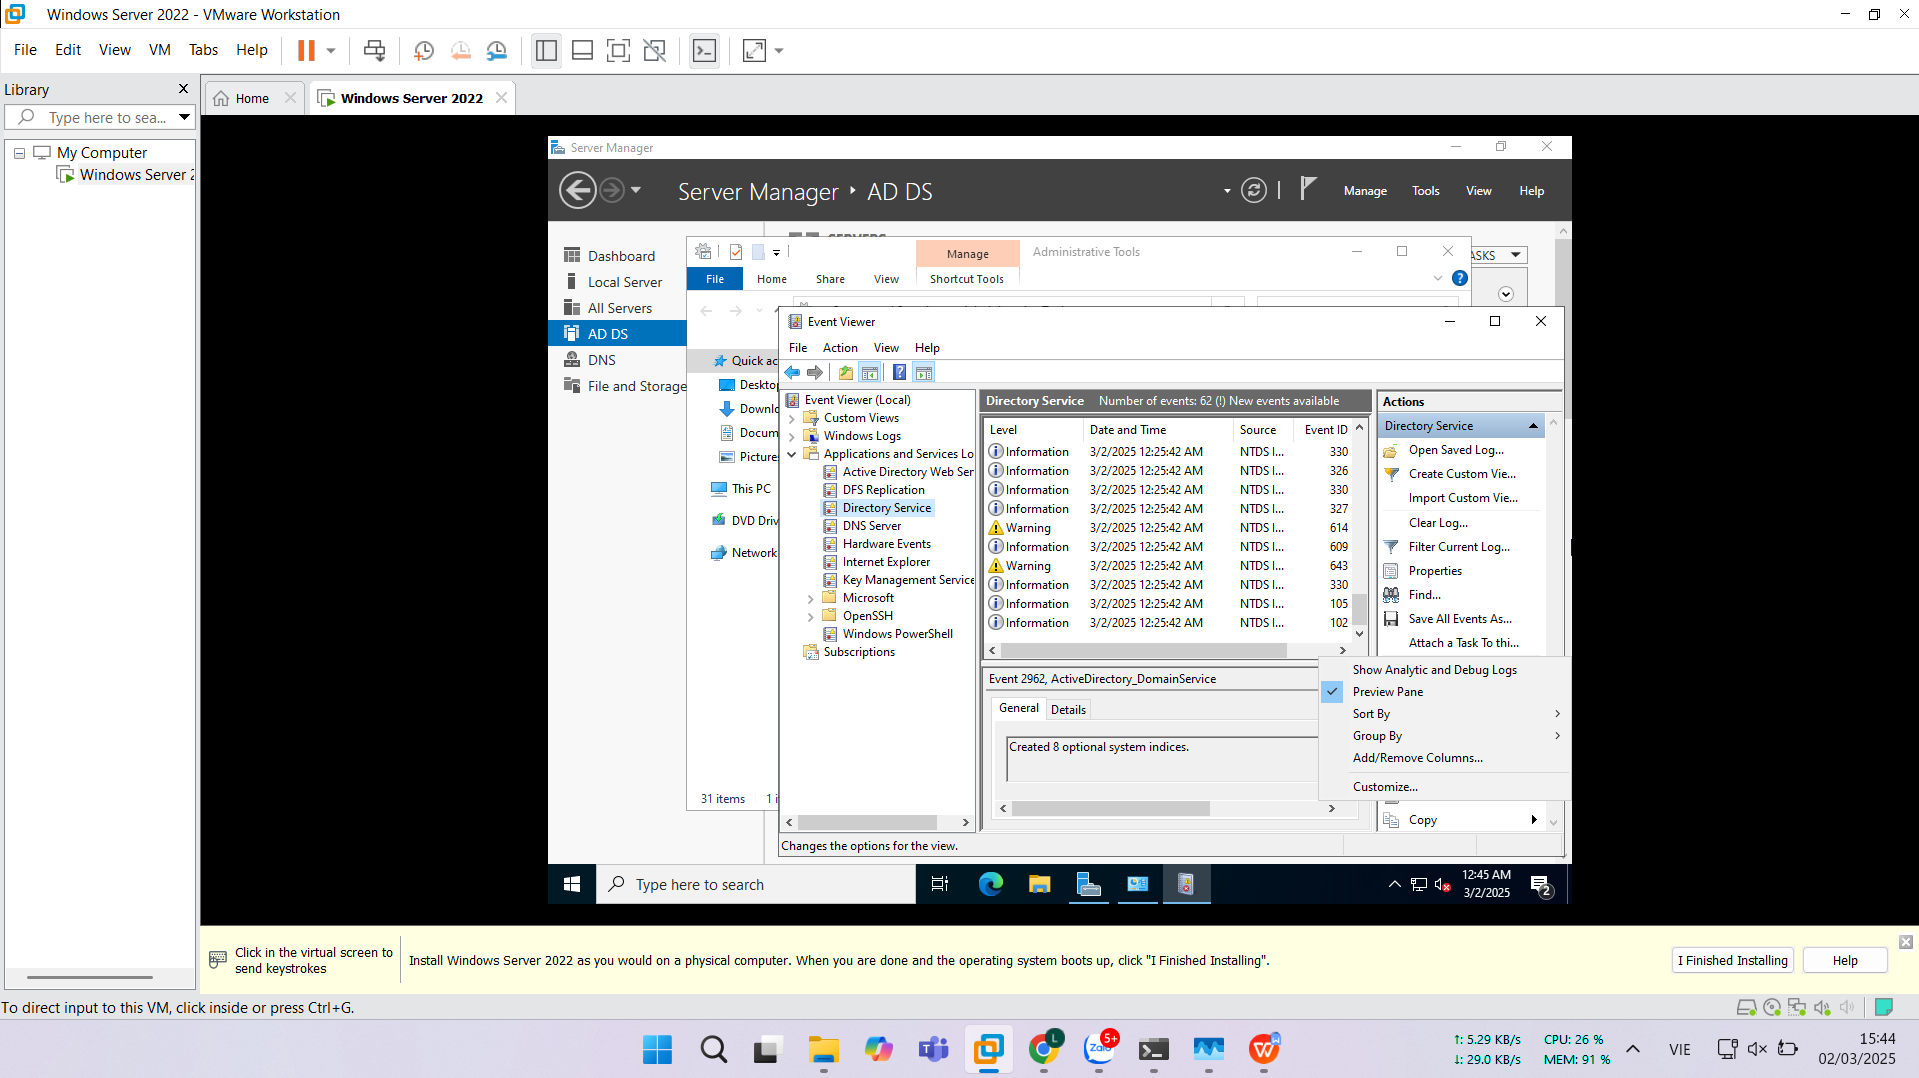 Windows Server 2022 - VMware Workstation
File Edit View VM Tabs Help
Library
Type here to sea...
My Computer
Windows Server 2
Home
Windows Server 2022
Server Manager
Server Manager AD DS
Manage Tools View Help
Dashboard
Local Server
All Servers
AD DS
DNS
File and Storage
Manage
Administrative Tools
File Home Share View Shortcut Tools
ASKS
Quick ac
Desktop
Downlo
Docum
Pictures
This PC
DVD Driv
Network
31 items
Event Viewer
File Action View Help
Event Viewer (Local)
Custom Views
Windows Logs
Applications and Services Lo
Active Directory Web Ser
DFS Replication
Directory Service
DNS Server
Hardware Events
Internet Explorer
Key Management Service
Microsoft
OpenSSH
Windows PowerShell
Subscriptions
Directory Service Number of events: 62 (!) New events available
Level Date and Time Source Event ID
Information 3/2/2025 12:25:42 AM NTDS I... 330
Information 3/2/2025 12:25:42 AM NTDS I... 326
Information 3/2/2025 12:25:42 AM NTDS I... 330
Information 3/2/2025 12:25:42 AM NTDS I... 327
Warning 3/2/2025 12:25:42 AM NTDS I... 614
Information 3/2/2025 12:25:42 AM NTDS I... 609
Warning 3/2/2025 12:25:42 AM NTDS I... 643
Information 3/2/2025 12:25:42 AM NTDS I... 330
Information 3/2/2025 12:25:42 AM NTDS I... 105
Information 3/2/2025 12:25:42 AM NTDS I... 102
Event 2962, ActiveDirectory_DomainService
General Details
Created 8 optional system indices.
Actions
Directory Service
Open Saved Log...
Create Custom Vie...
Import Custom Vie...
Clear Log...
Filter Current Log...
Properties
Find...
Save All Events As...
Attach a Task To thi...
Show Analytic and Debug Logs
Preview Pane
Sort By
Group By
Add/Remove Columns...
Customize...
Copy
Changes the options for the view.
Type here to search
12:45 AM
3/2/2025
2
Click in the virtual screen to
send keystrokes
Install Windows Server 2022 as you would on a physical computer. When you are done and the operating system boots up, click "I Finished Installing".
I Finished Installing
Help
To direct input to this VM, click inside or press Ctrl+G.
L
5+
Zalo
↑: 5.29 KB/s
↓: 29.0 KB/s
CPU: 26 %
MEM: 91 %
VIE
15:44
02/03/2025